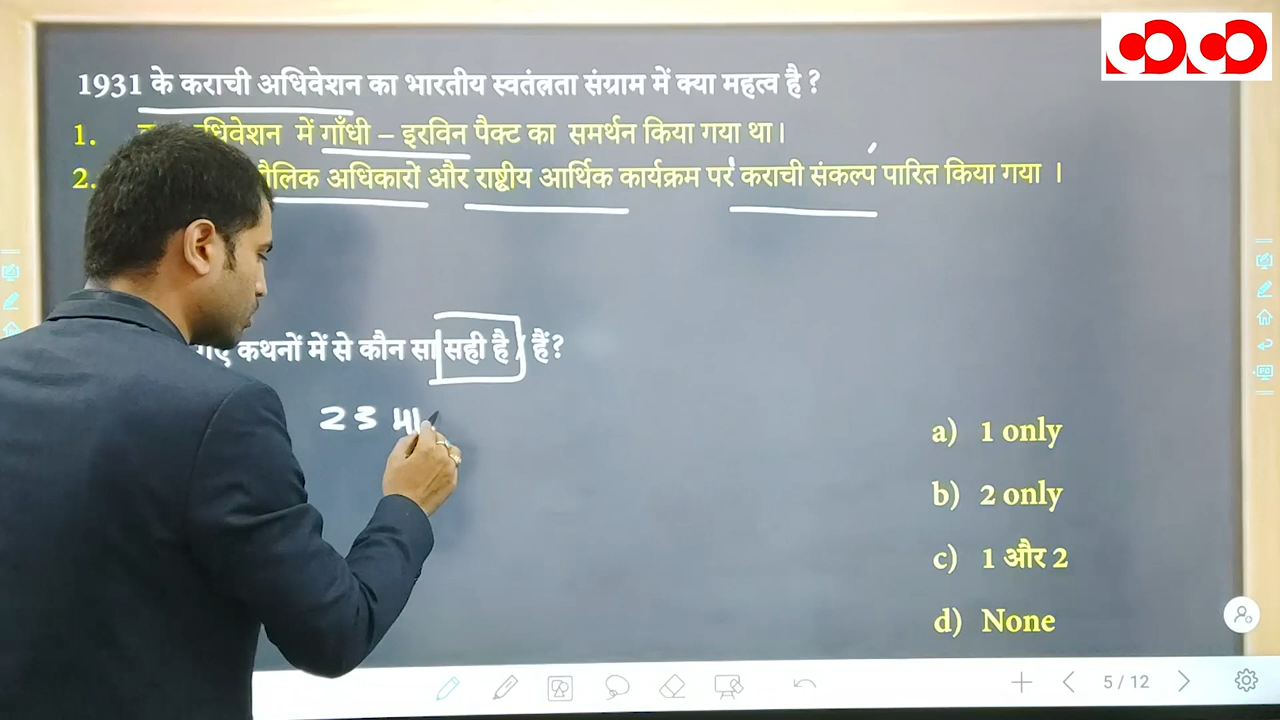 1931 के कराची अधिवेशन का भारतीय स्वतंत्रता संग्राम में क्या महत्व है ?
1. अधिवेशन में गाँधी – इरविन पैक्ट का समर्थन किया गया था।
2. मौलिक अधिकारों और राष्ट्रीय आर्थिक कार्यक्रम पर कराची संकल्प पारित किया गया ।
कथनों में से कौन सा सही है / हैं?
23 मा
a) 1 only
b) 2 only
c) 1 और 2
d) None
5 / 12